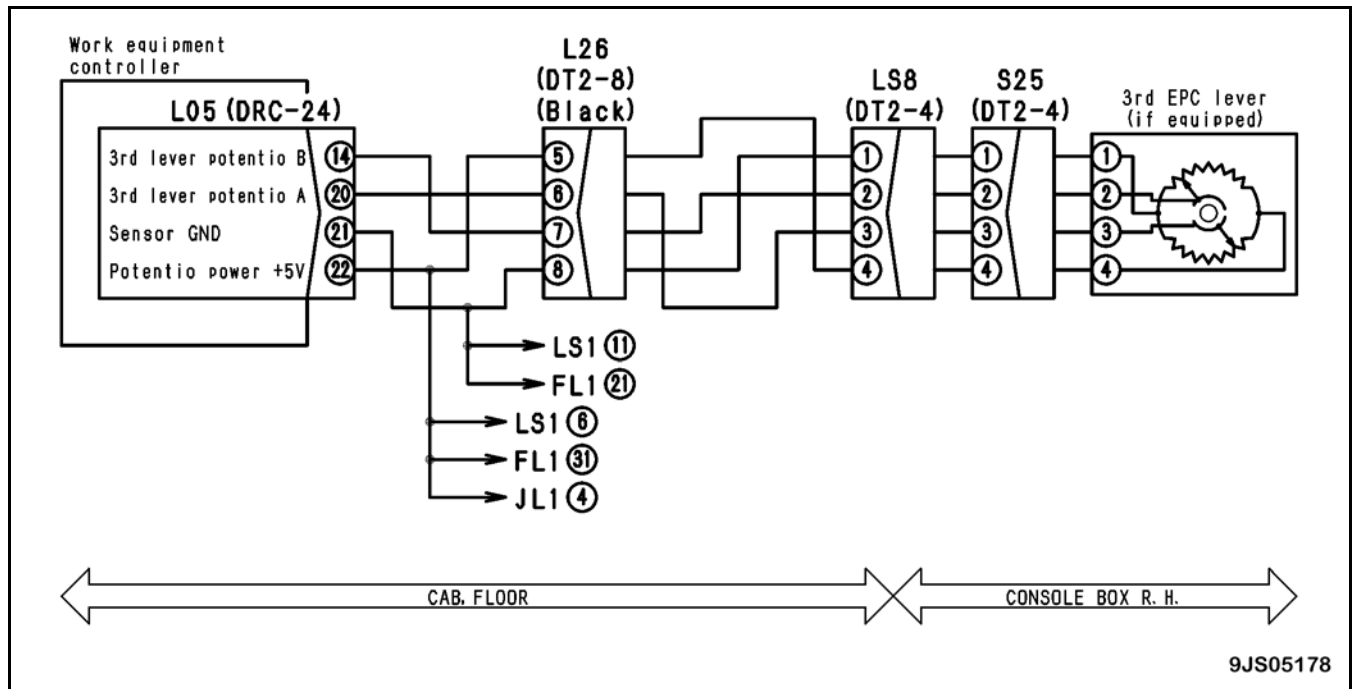 Work equipment
controller
L05 (DRC-24)
3rd lever potentio B 14
3rd lever potentio A 20
Sensor GND 21
Potentio power +5V 22
L26
(DT2-8)
(Black)
5
6
7
8
LS8
(DT2-4)
1
2
3
4
S25
(DT2-4)
1
2
3
4
3rd EPC lever
(if equipped)
1
2
3
4
LS1 11
FL1 21
LS1 6
FL1 31
JL1 4
CAB. FLOOR
CONSOLE BOX R. H.
9JS05178